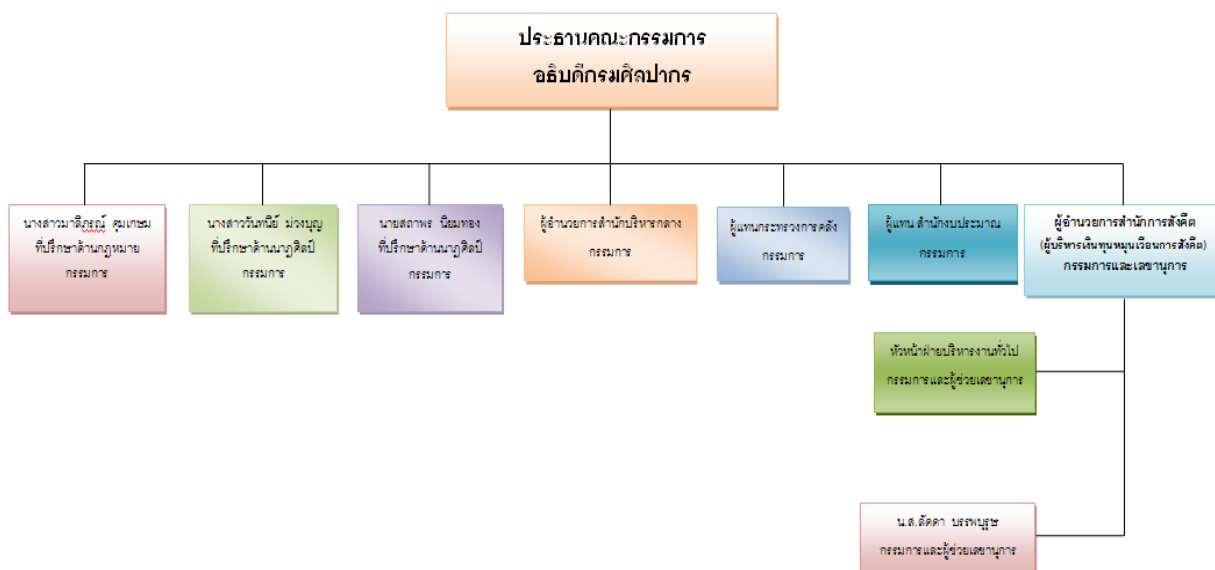 ประธานคณะกรรมการ
อธิบดีกรมศิลปากร
นางสาวมาลีภรณ์ คุมเกษม
ที่ปรึกษาด้านกฎหมาย
กรรมการ
นางสาววันทนีย์ ม่วงบุญ
ที่ปรึกษาด้านนาฏศิลป์
กรรมการ
นายสถาพร นิยมทอง
ที่ปรึกษาด้านนาฏศิลป์
กรรมการ
ผู้อำนวยการสำนักบริหารกลาง
กรรมการ
ผู้แทนกระทรวงการคลัง
กรรมการ
ผู้แทน สำนักงบประมาณ
กรรมการ
ผู้อำนวยการสำนักการสังคีต
(ผู้บริหารเงินทุนหมุนเวียนการสังคีต)
กรรมการและเลขานุการ
หัวหน้าฝ่ายบริหารงานทั่วไป
กรรมการและผู้ช่วยเลขานุการ
น.ส.ลัดดา บรรพบุรุษ
กรรมการและผู้ช่วยเลขานุการ